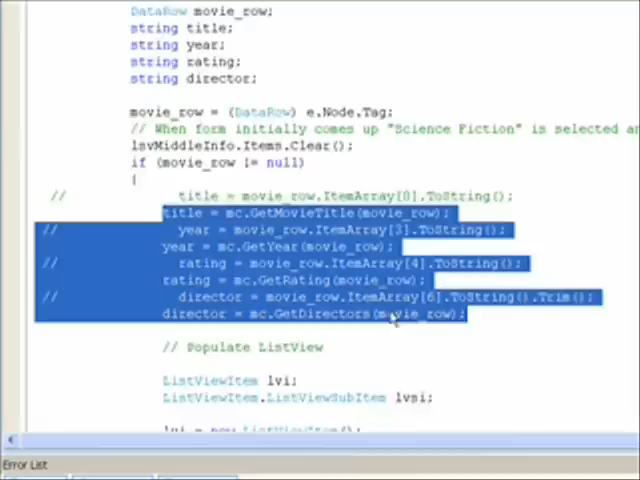 DataRow movie_row;
string title;
string year;
string rating;
string director;
movie_row = (DataRow) e.Node.Tag;
// When form initially comes up "Science Fiction" is selected an
lsvMiddleInfo.Items.Clear();
if (movie_row != null)
{
// title = movie_row.ItemArray[0].ToString();
title = mc.GetMovieTitle(movie_row);
// year = movie_row.ItemArray[3].ToString();
year = mc.GetYear(movie_row);
// rating = movie_row.ItemArray[4].ToString();
rating = mc.GetRating(movie_row);
// director = movie_row.ItemArray[6].ToString().Trim();
director = mc.GetDirectors(movie_row);
// Populate ListView
ListViewItem lvi;
ListViewItem.ListViewSubItem lvsi;
lvi = new ListViewItem();
Error List